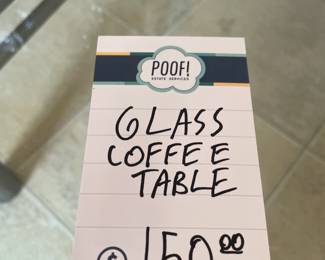 POOF!
ESTATE SERVICES
GLASS
COFFEE
TABLE
$ 150.00